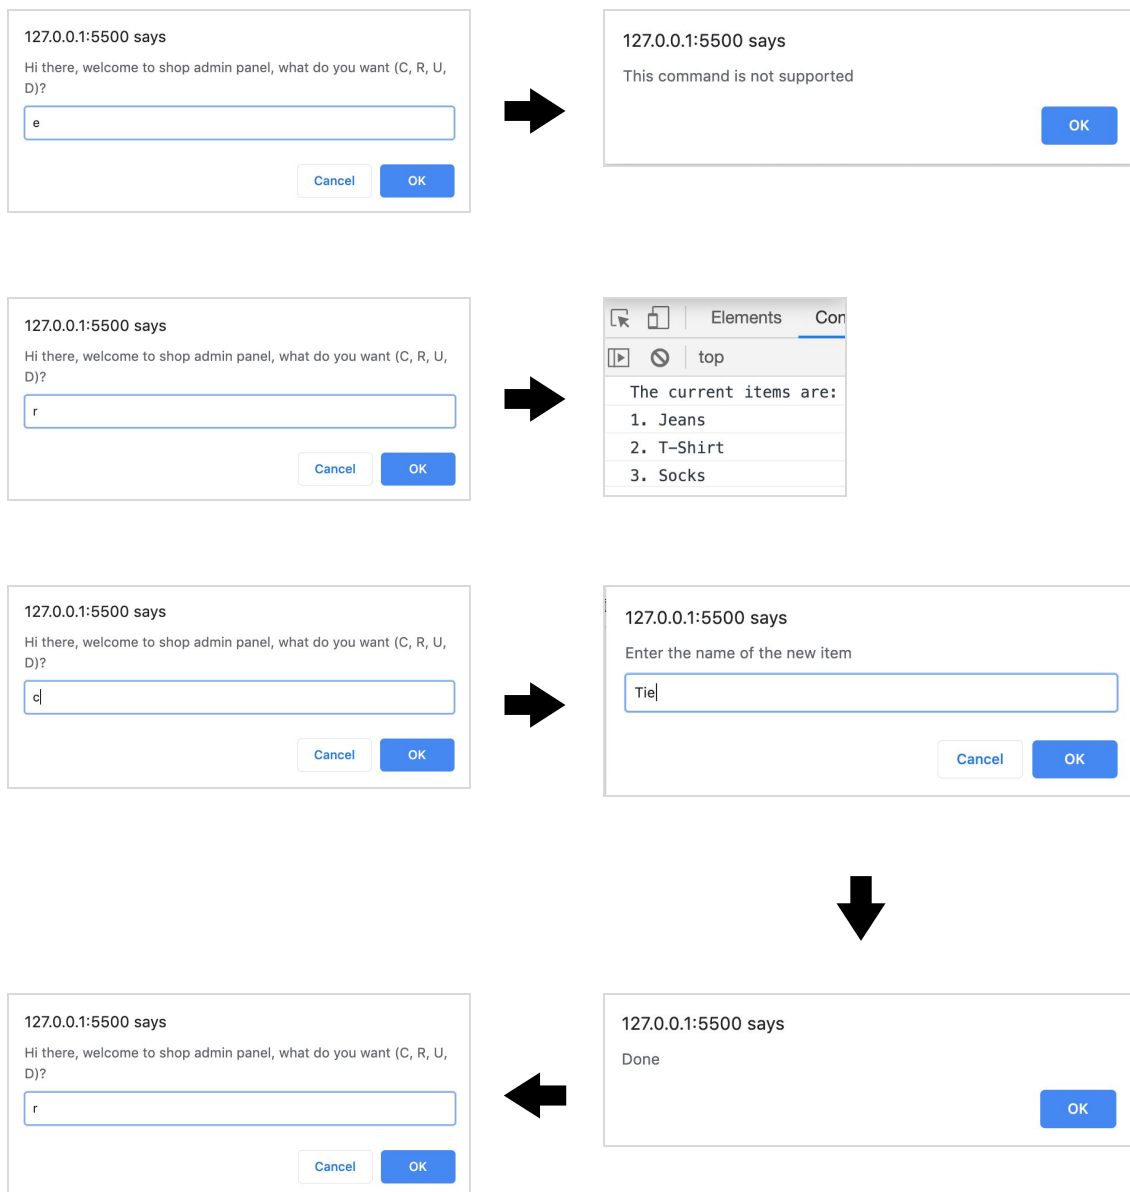 127.0.0.1:5500 says
Hi there, welcome to shop admin panel, what do you want (C, R, U,
D)?
e
Cancel
OK
127.0.0.1:5500 says
This command is not supported
OK
127.0.0.1:5500 says
Hi there, welcome to shop admin panel, what do you want (C, R, U,
D)?
r
Cancel
OK
Elements
Con
top
The current items are:
1. Jeans
2. T-Shirt
3. Socks
127.0.0.1:5500 says
Hi there, welcome to shop admin panel, what do you want (C, R, U,
D)?
c
Cancel
OK
127.0.0.1:5500 says
Enter the name of the new item
Tie
Cancel
OK
127.0.0.1:5500 says
Done
OK
127.0.0.1:5500 says
Hi there, welcome to shop admin panel, what do you want (C, R, U,
D)?
r
Cancel
OK